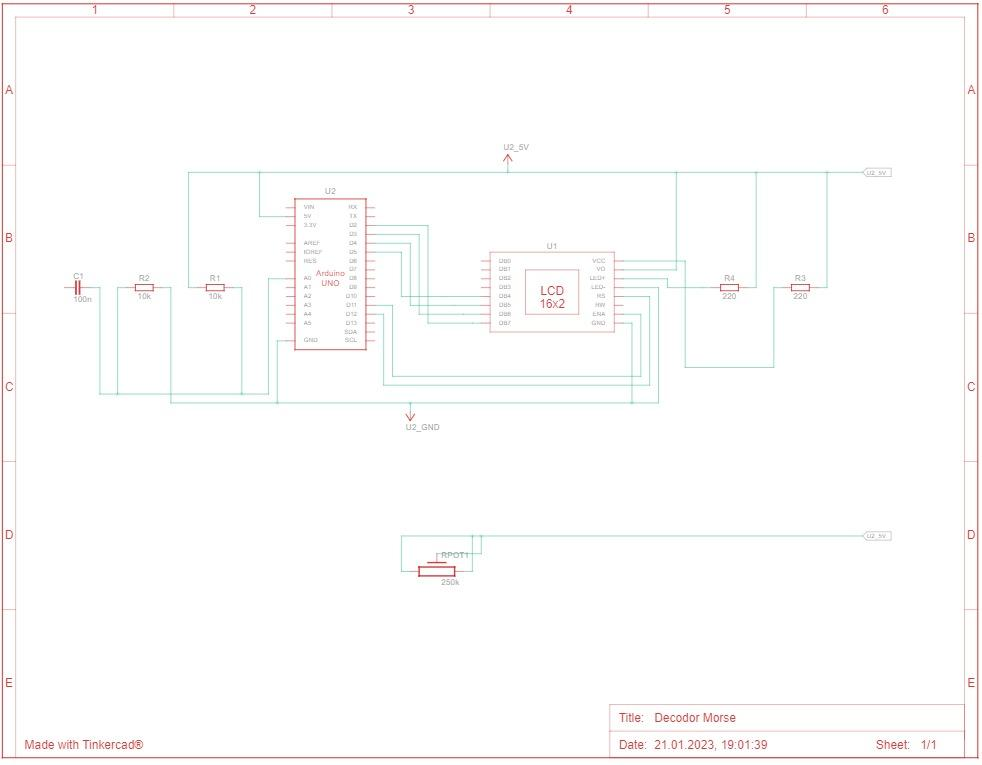 1 2 3 4 5 6
A A
U2_5V
U2_5V
U2
VIN RX
5V TX
3.3V D2
D3
AREF D4
IOREF D5
RES D6
D7
A0 D8
A1 D9
A2 D10
A3 D11
A4 D12
A5 D13
SDA
GND SCL
Arduino
UNO
B B
U1
DB0 VCC
DB1 VO
DB2 LED+
DB3 LED-
DB4 RS
DB5 RW
DB6 ENA
DB7 GND
LCD
16x2
C1
100n
R2
10k
R1
10k
R4
220
R3
220
C C
U2_GND
D D
U2_5V
RPOT1
250k
E E
Title: Decodor Morse
Made with Tinkercad®
Date: 21.01.2023, 19:01:39 Sheet: 1/1